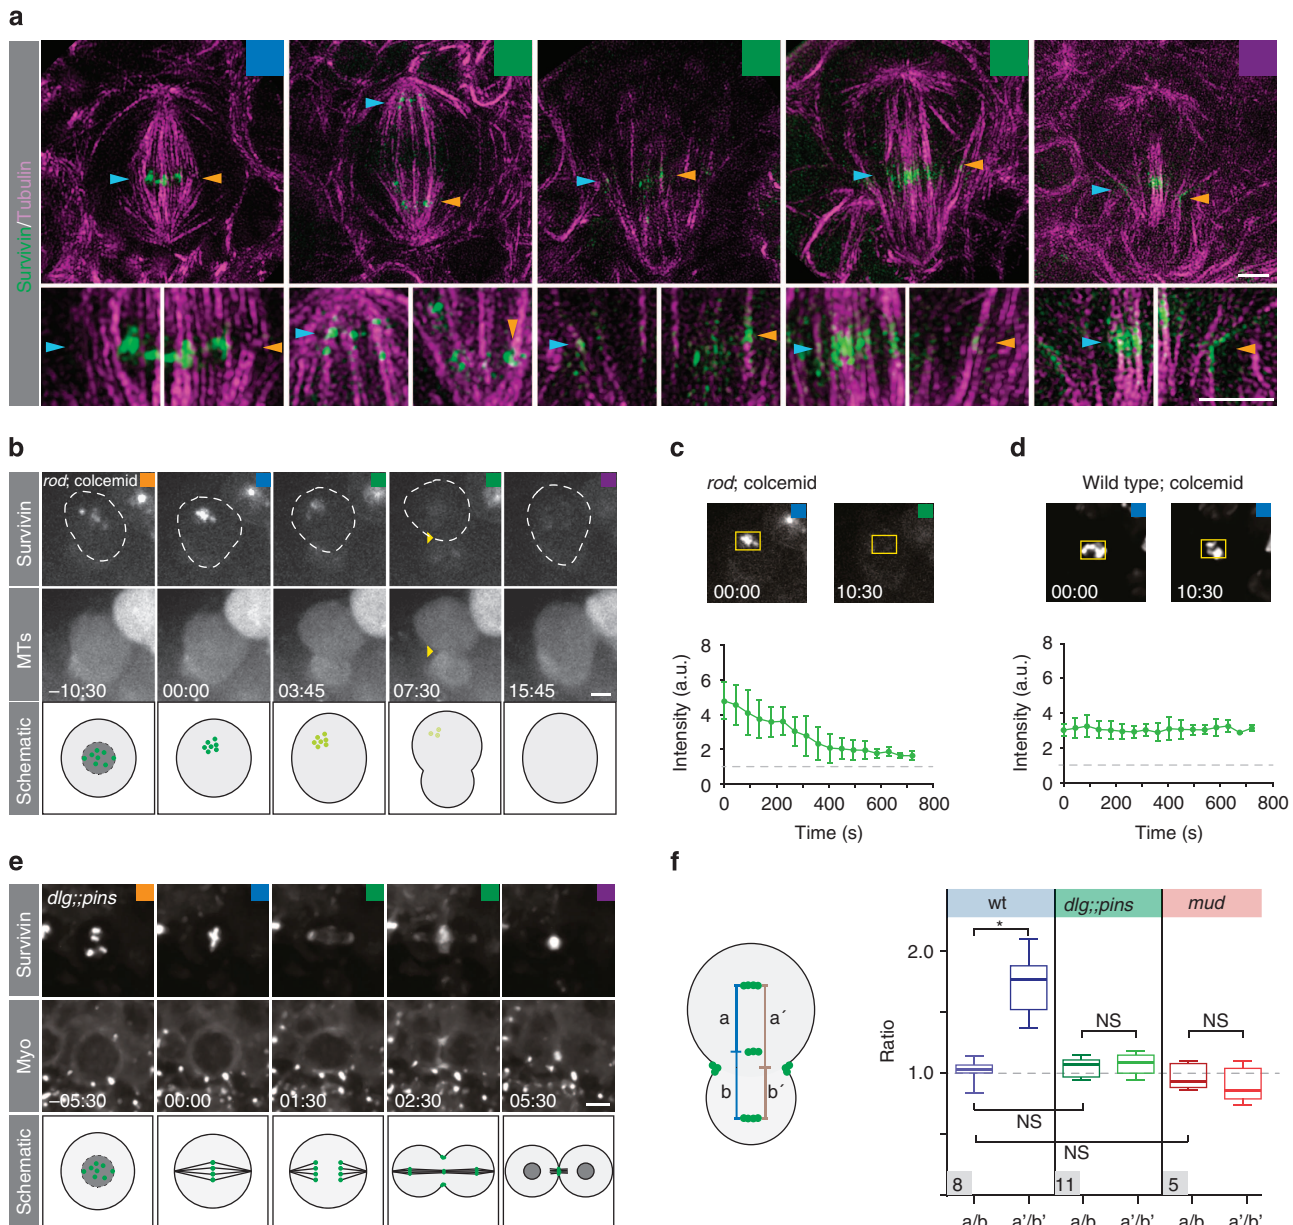 a
Survivin/Tubulin
b
Survivin
rod; colcemid
MTs
–10:30
00:00
03:45
07:30
15:45
Schematic
c
rod; colcemid
00:00
10:30
Intensity (a.u.)
8
6
4
2
0
0
200
400
600
800
Time (s)
d
Wild type; colcemid
00:00
10:30
Intensity (a.u.)
8
6
4
2
0
0
200
400
600
800
Time (s)
e
Survivin
dlg;;pins
Myo
–05:30
00:00
01:30
02:30
05:30
Schematic
f
a
a´
b
b´
wt
dlg;;pins
mud
Ratio
2.0
1.0
*
NS
NS
NS
NS
8
11
5
a/b
a'/b'
a/b
a'/b'
a/b
a'/b'